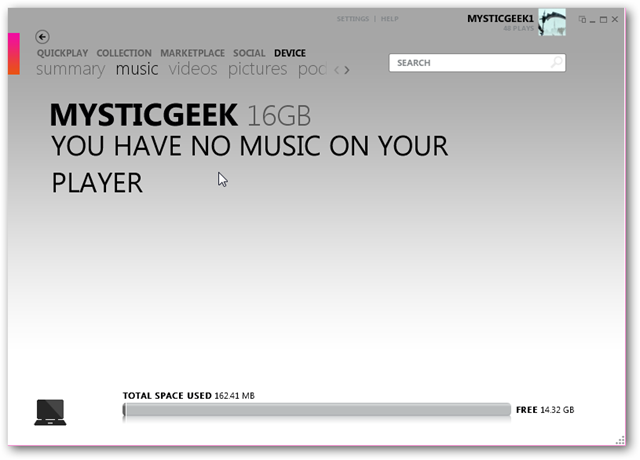 SETTINGS | HELP
MYSTICGEEK1
48 PLAYS
QUICKPLAY COLLECTION MARKETPLACE SOCIAL DEVICE
summary music videos pictures pod
SEARCH
MYSTICGEEK 16GB
YOU HAVE NO MUSIC ON YOUR
PLAYER
TOTAL SPACE USED 162.41 MB
FREE 14.32 GB